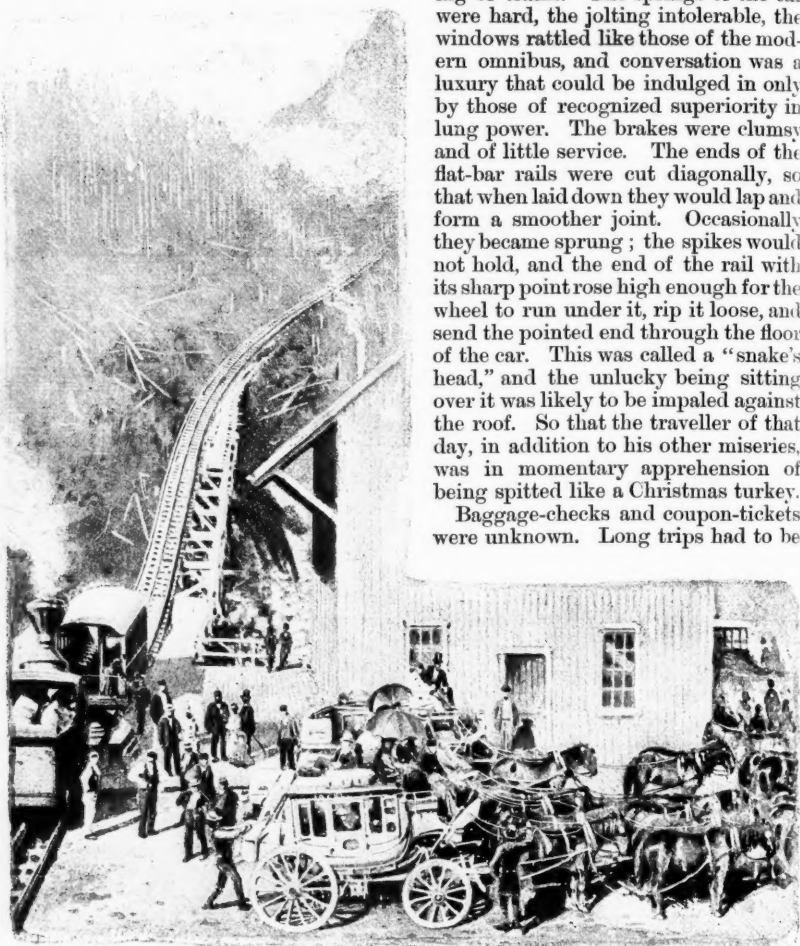 were hard, the jolting intolerable, the
windows rattled like those of the mod-
ern omnibus, and conversation was a
luxury that could be indulged in only
by those of recognized superiority in
lung power. The brakes were clumsy
and of little service. The ends of the
flat-bar rails were cut diagonally, so
that when laid down they would lap and
form a smoother joint. Occasionally
they became sprung; the spikes would
not hold, and the end of the rail with
its sharp point rose high enough for the
wheel to run under it, rip it loose, and
send the pointed end through the floor
of the car. This was called a "snake's
head," and the unlucky being sitting
over it was likely to be impaled against
the roof. So that the traveller of that
day, in addition to his other miseries,
was in momentary apprehension of
being spitted like a Christmas turkey.
Baggage-checks and coupon-tickets
were unknown. Long trips had to be